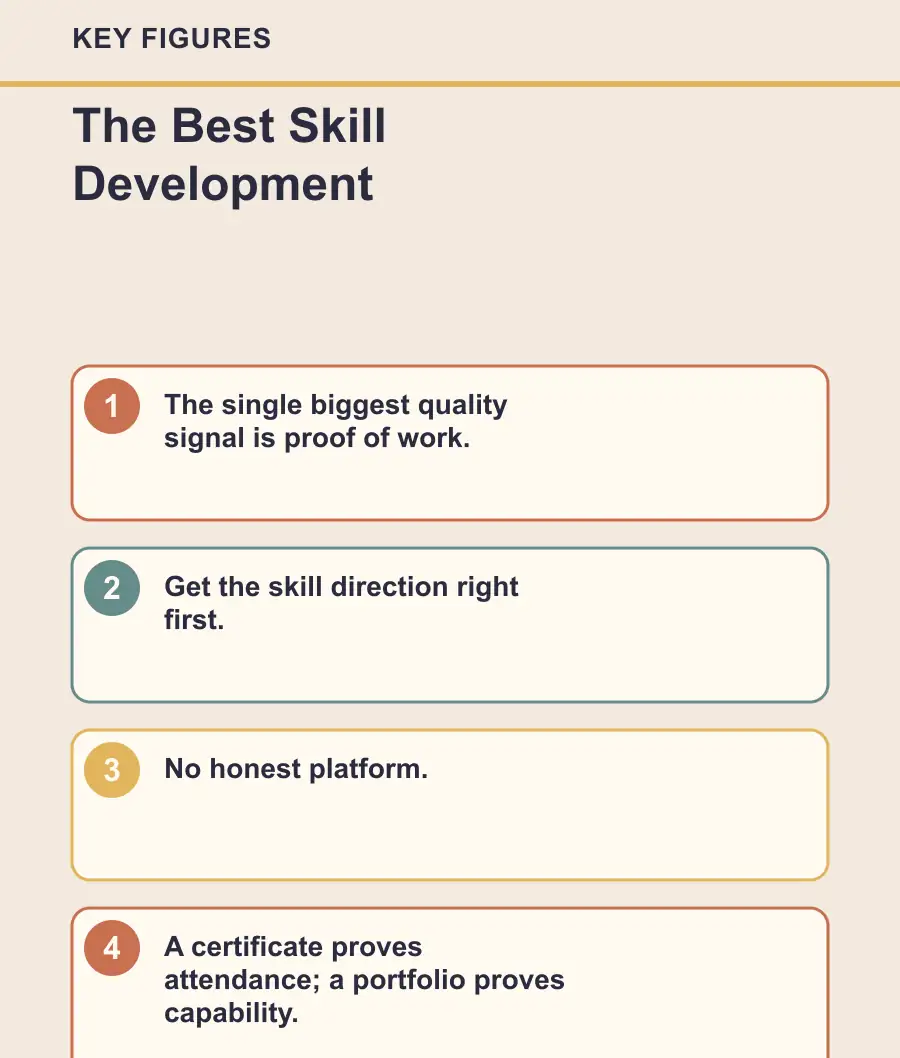 KEY FIGURES
The Best Skill
Development
1
The single biggest quality
signal is proof of work.
2
Get the skill direction right
first.
3
No honest platform.
4
A certificate proves
attendance; a portfolio proves
capability.